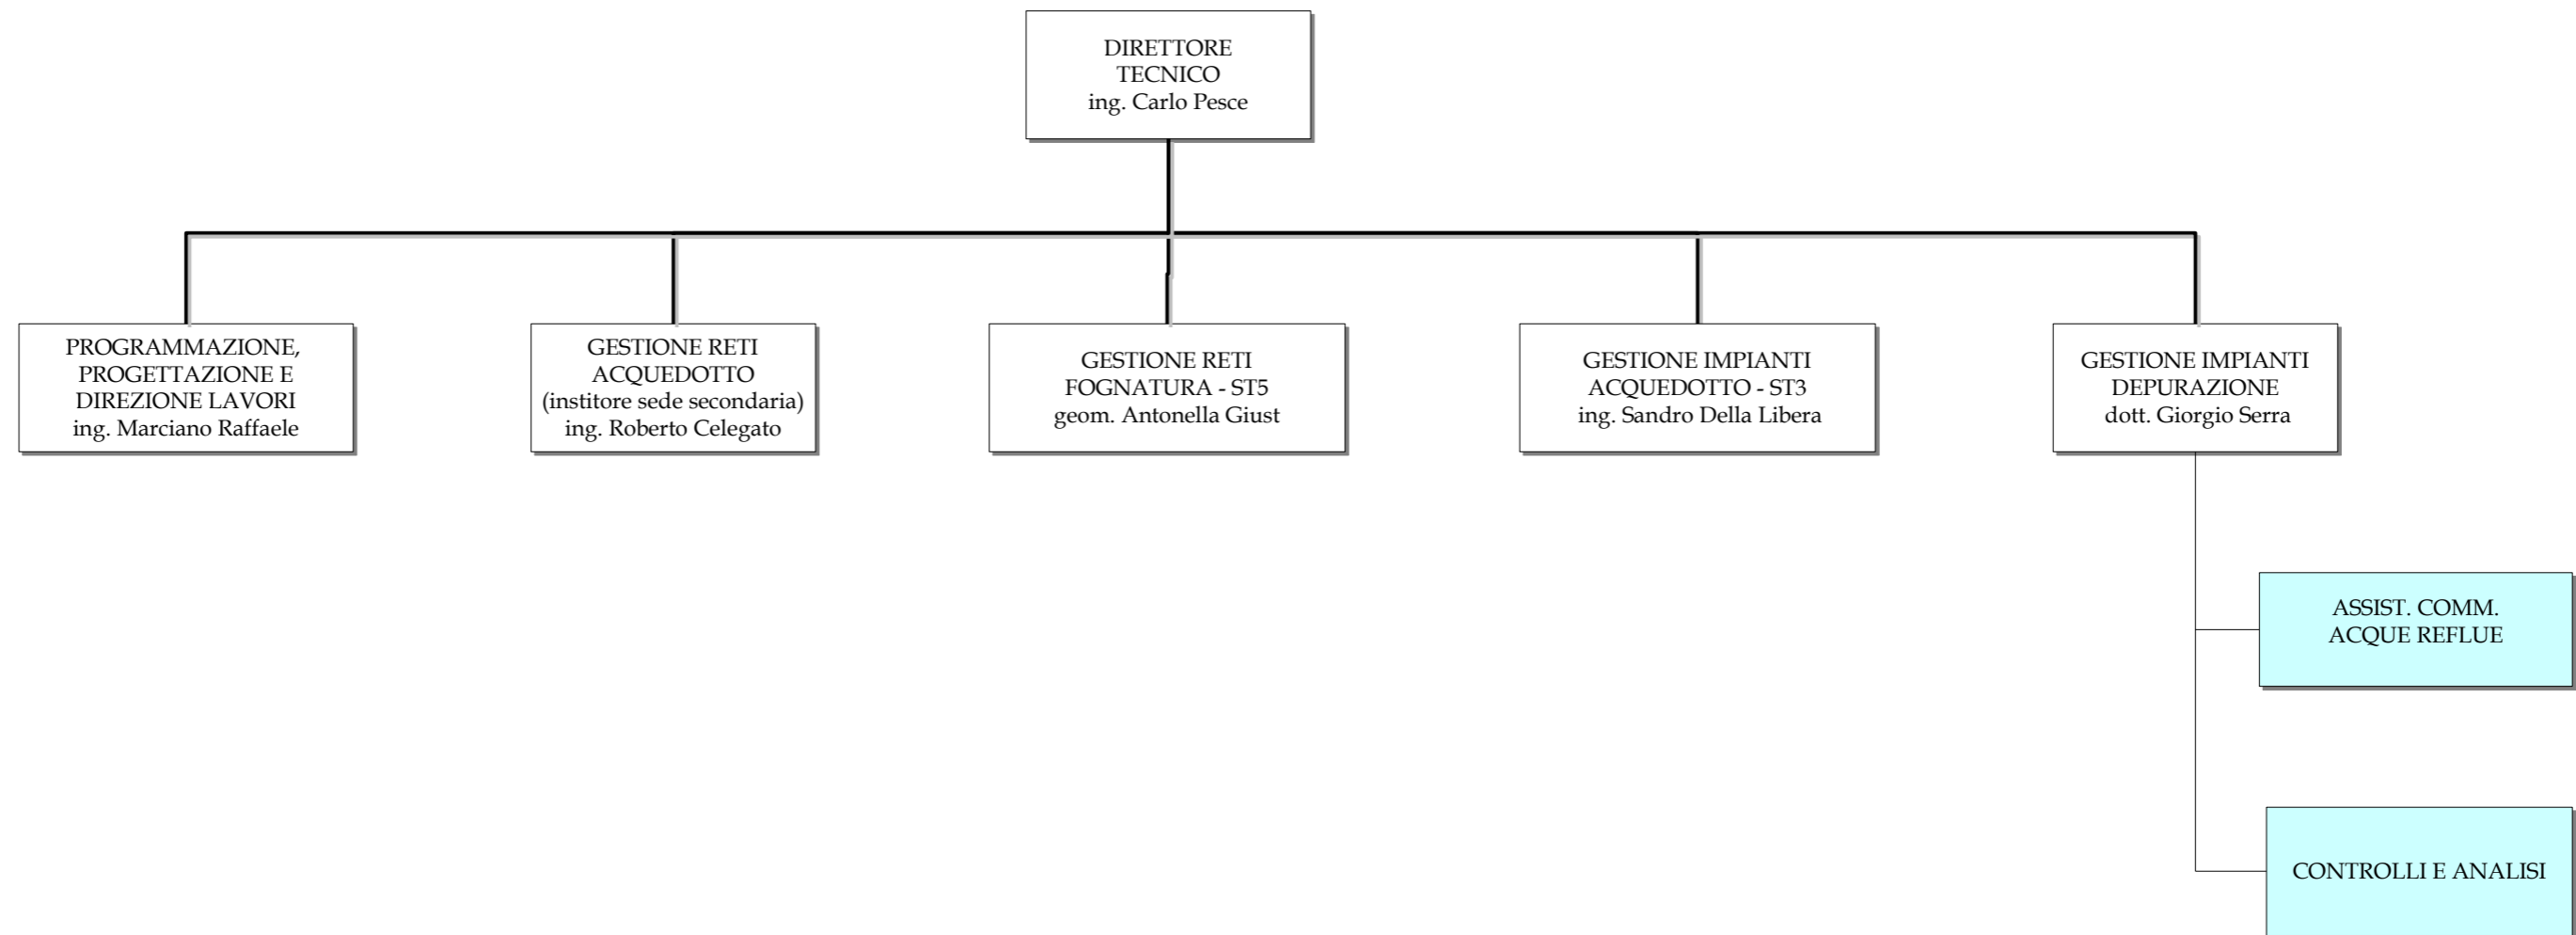 DIRETTORE
TECNICO
ing. Carlo Pesce
PROGRAMMAZIONE,
PROGETTAZIONE E
DIREZIONE LAVORI
ing. Marciano Raffaele
GESTIONE RETI
ACQUEDOTTO
(institore sede secondaria)
ing. Roberto Celegato
GESTIONE RETI
FOGNATURA - ST5
geom. Antonella Giust
GESTIONE IMPIANTI
ACQUEDOTTO - ST3
ing. Sandro Della Libera
GESTIONE IMPIANTI
DEPURAZIONE
dott. Giorgio Serra
ASSIST. COMM.
ACQUE REFLUE
CONTROLLI E ANALISI